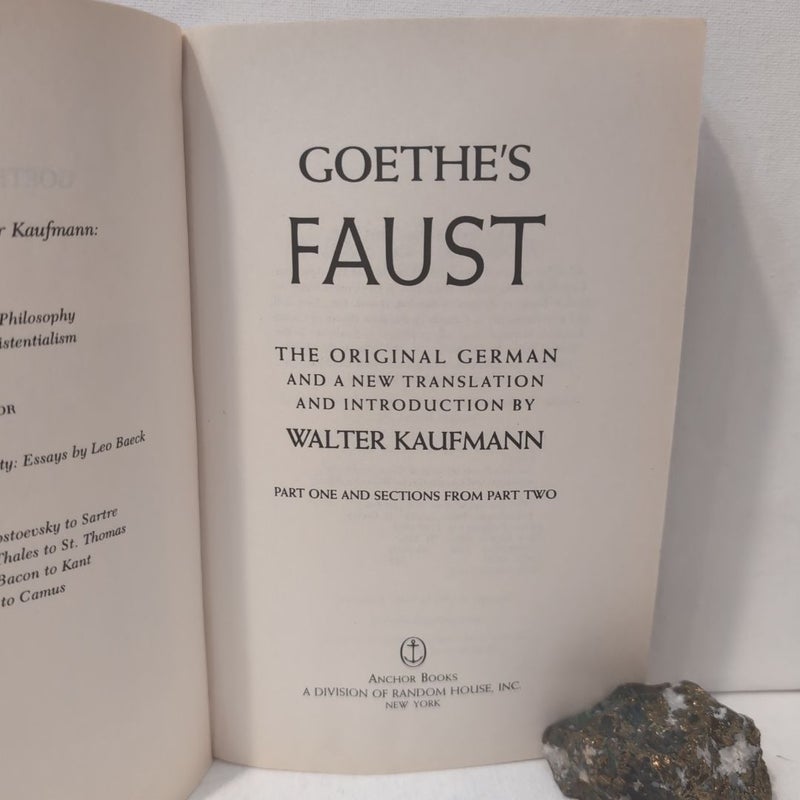 r Kaufmann:
Philosophy
istentialism
OR
ty: Essays by Leo Baeck
ostoevsky to Sartre
Thales to St. Thomas
Bacon to Kant
to Camus
GOETHE'S
FAUST
THE ORIGINAL GERMAN
AND A NEW TRANSLATION
AND INTRODUCTION BY
WALTER KAUFMANN
PART ONE AND SECTIONS FROM PART TWO
ANCHOR BOOKS
A DIVISION OF RANDOM HOUSE, INC.
NEW YORK